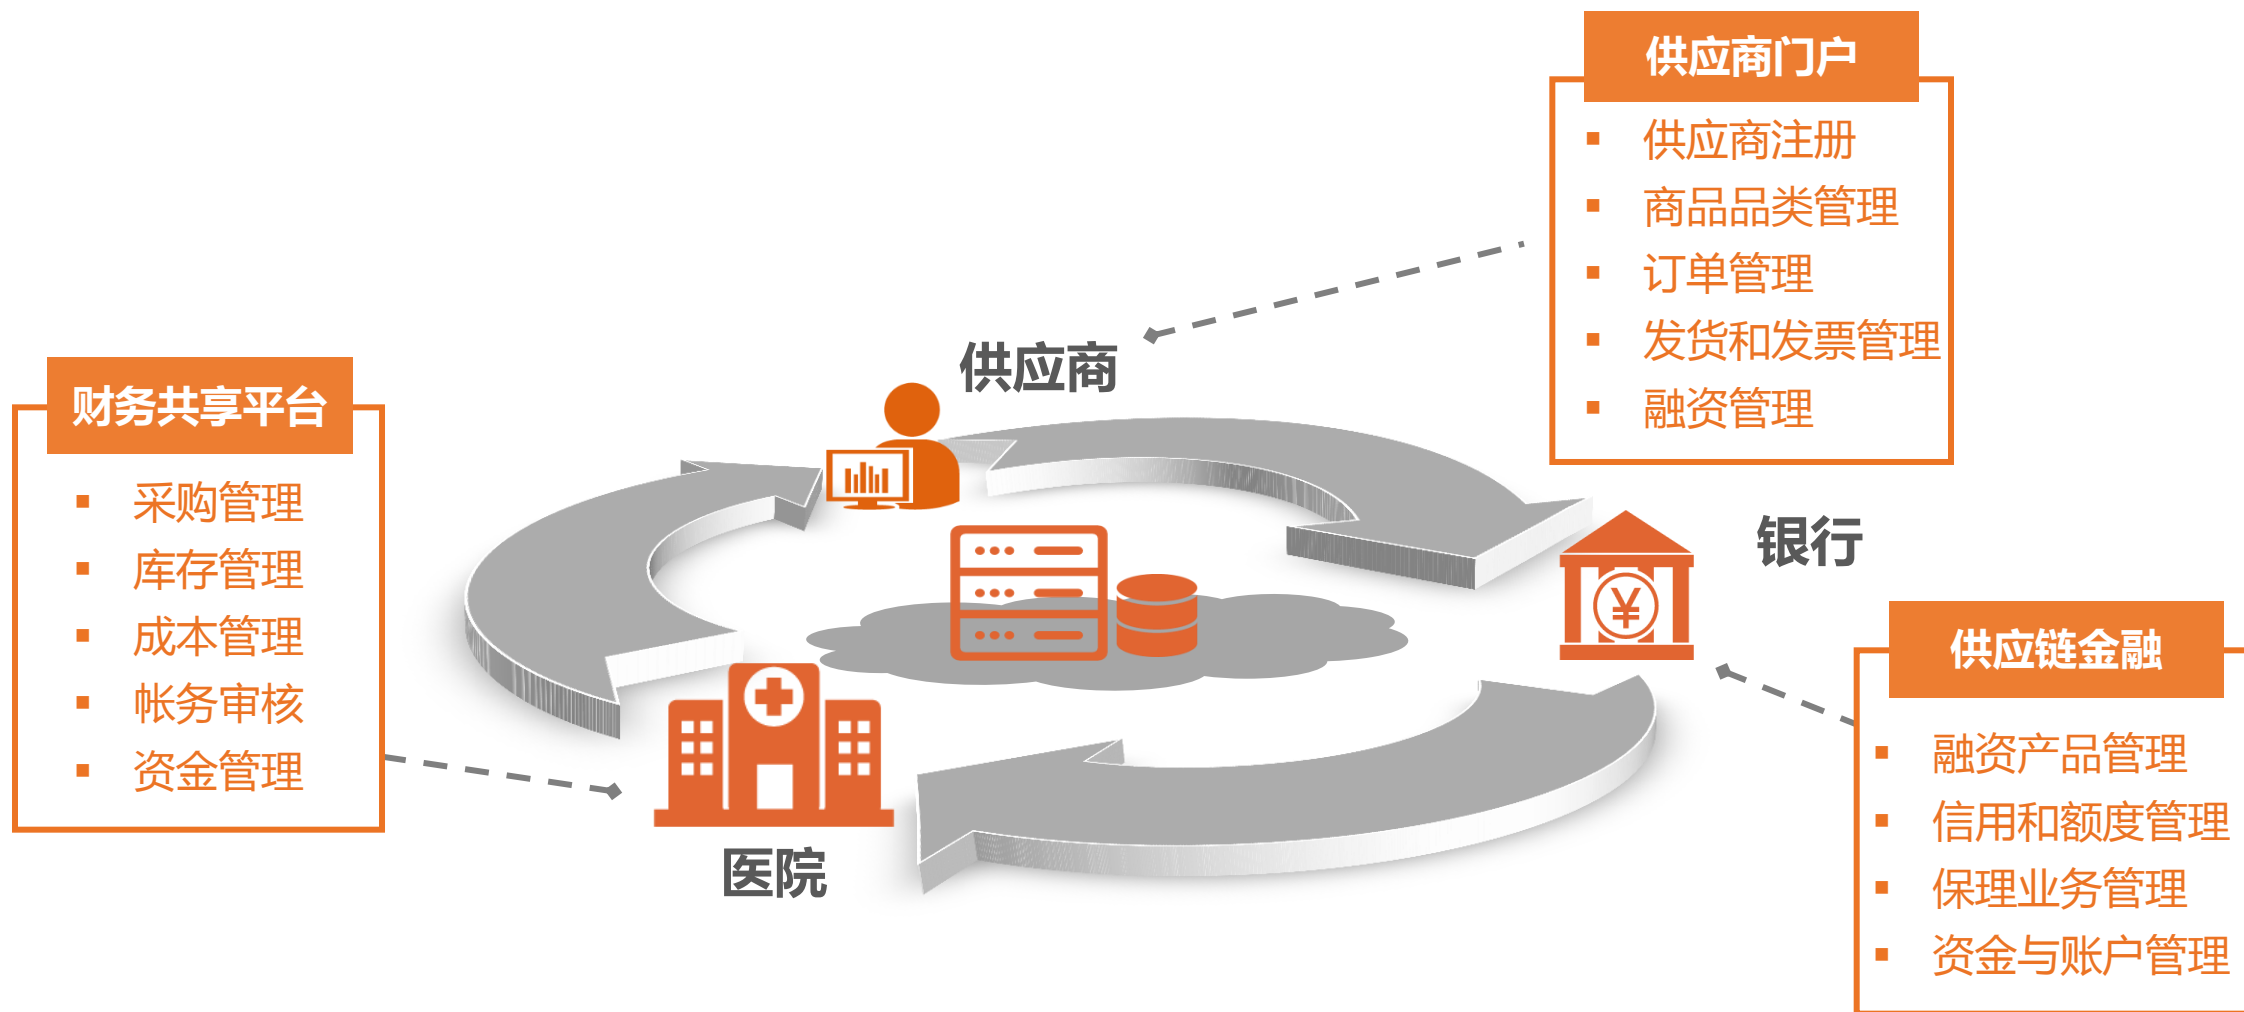 供应商门户
供应商注册
商品品类管理
订单管理
发货和发票管理
融资管理
供应商
财务共享平台
采购管理
库存管理
成本管理
帐务审核
资金管理
银行
¥
供应链金融
融资产品管理
信用和额度管理
保理业务管理
资金与账户管理
医院